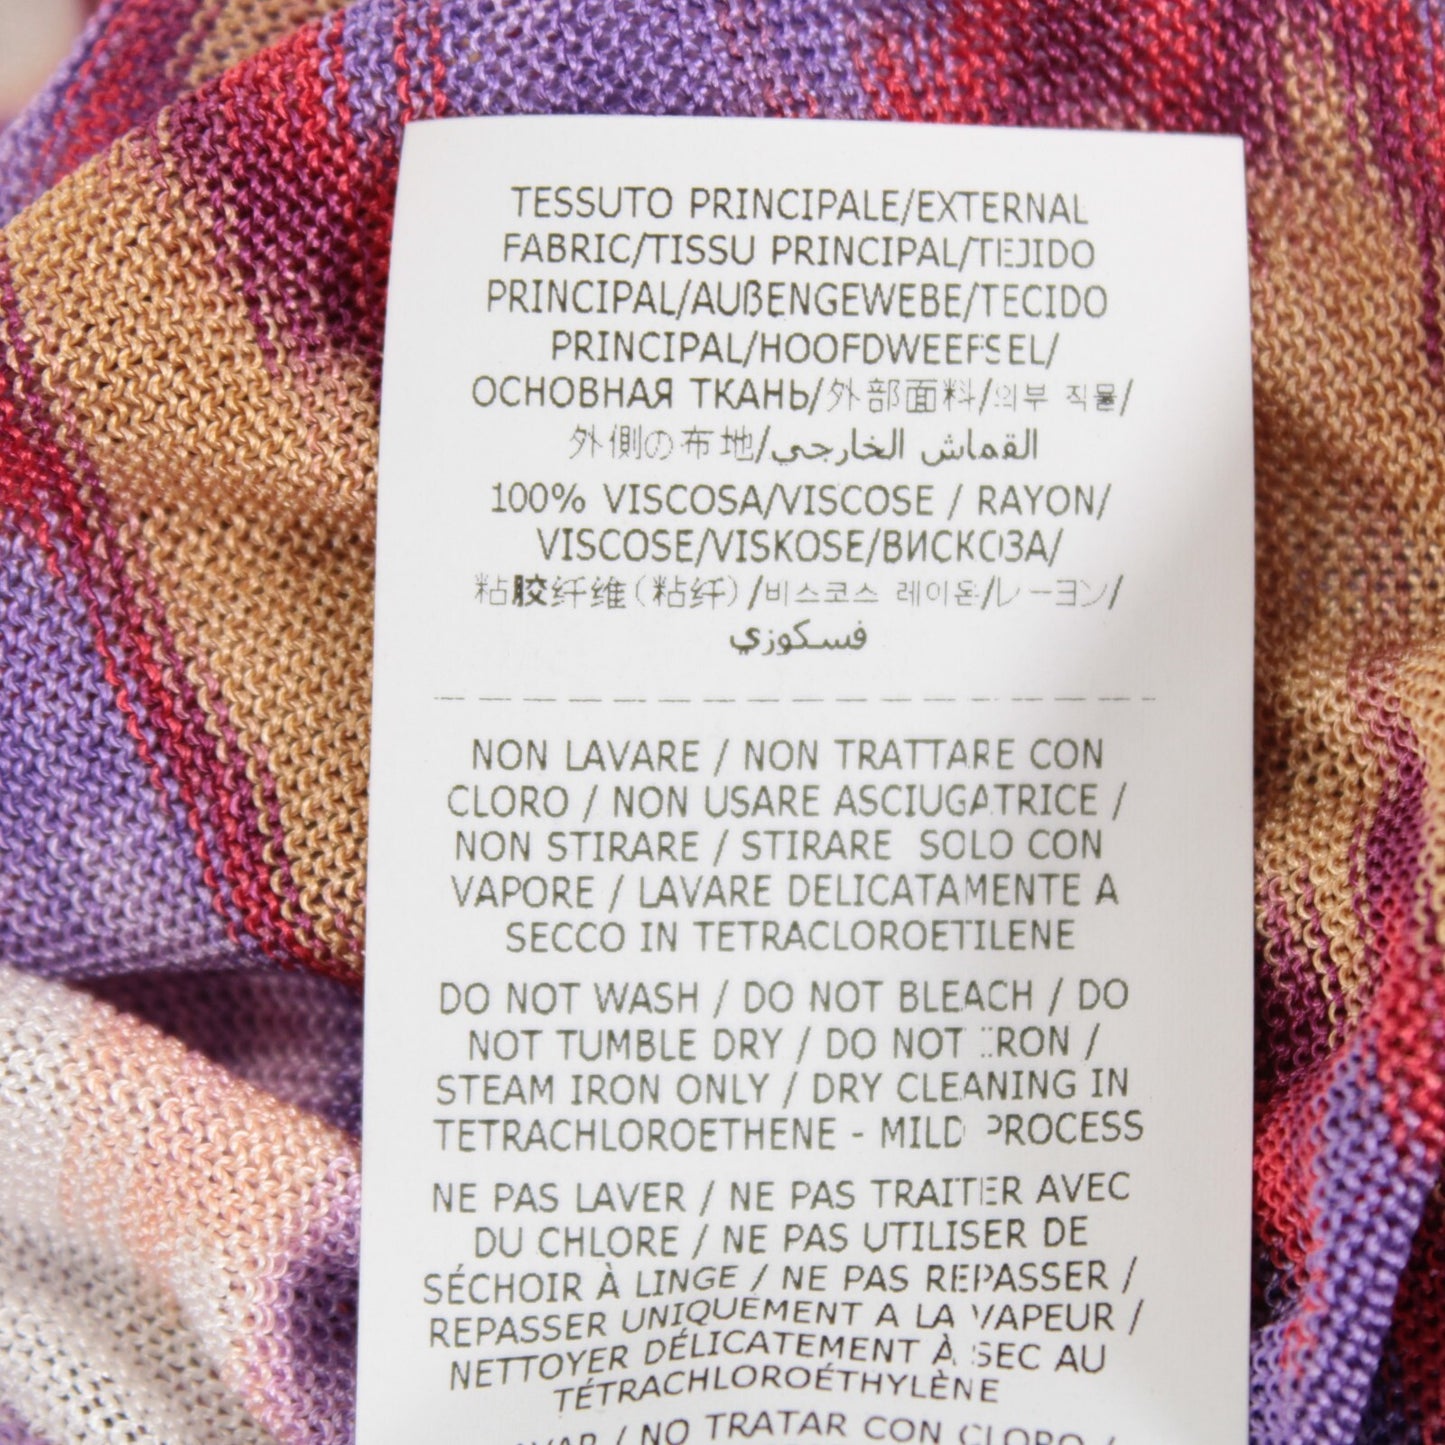 TESSUTO PRINCIPALE/EXTERNAL
FABRIC/TISSU PRINCIPAL/TEJIDO
PRINCIPAL/AUßENGEWEBE/TECIDO
PRINCIPAL/HOOFDWEEFSEL/
ОСНОВНАЯ ТКАНЬ/外部面料/외부 직물/
外側の布地/القماش الخارجي
100% VISCOSA/VISCOSE / RAYON/
VISCOSE/VISKOSE/ВИСКОЗА/
粘胶纤维(粘纤)/비스코스 레이온/レーヨン/
فسكوزي
NON LAVARE / NON TRATTARE CON
CLORO / NON USARE ASCIUGATRICE /
NON STIRARE / STIRARE SOLO CON
VAPORE / LAVARE DELICATAMENTE A
SECCO IN TETRACLOROETILENE
DO NOT WASH / DO NOT BLEACH / DO
NOT TUMBLE DRY / DO NOT IRON /
STEAM IRON ONLY / DRY CLEANING IN
TETRACHLOROETHENE - MILD PROCESS
NE PAS LAVER / NE PAS TRAITER AVEC
DU CHLORE / NE PAS UTILISER DE
SÉCHOIR À LINGE / NE PAS REPASSER /
REPASSER UNIQUEMENT A LA VAPEUR /
NETTOYER DÉLICATEMENT À SEC AU
TÉTRACHLOROÉTHYLÈNE
/ NO TRATAR CON CLORO /